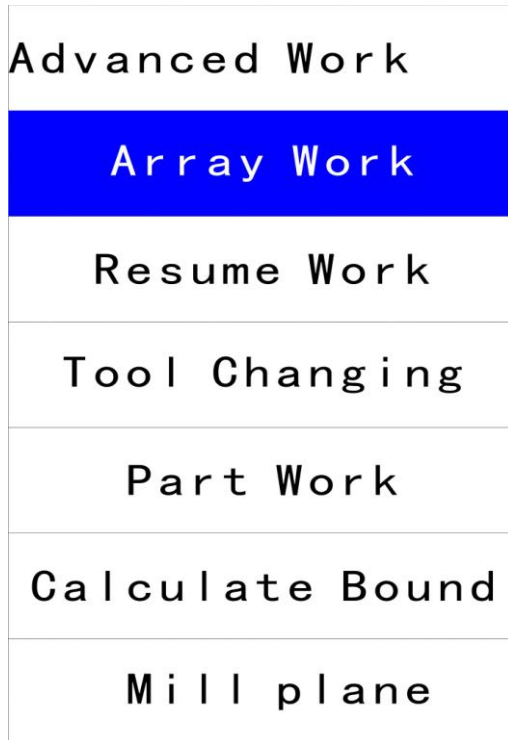 Advanced Work
Array Work
Resume Work
Tool Changing
Part Work
Calculate Bound
Mill plane